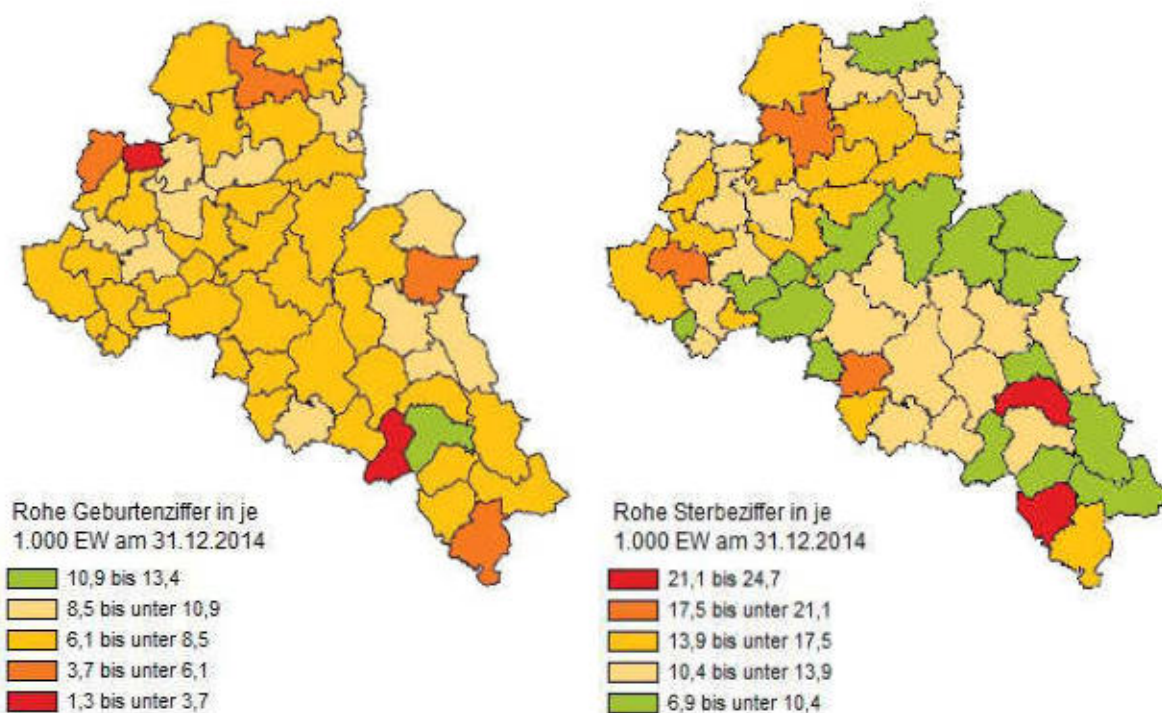 Rohe Geburtenziffer in je
1.000 EW am 31.12.2014
10,9 bis 13,4
8,5 bis unter 10,9
6,1 bis unter 8,5
3,7 bis unter 6,1
1,3 bis unter 3,7
Rohe Sterbeziffer in je
1.000 EW am 31.12.2014
21,1 bis 24,7
17,5 bis unter 21,1
13,9 bis unter 17,5
10,4 bis unter 13,9
6,9 bis unter 10,4